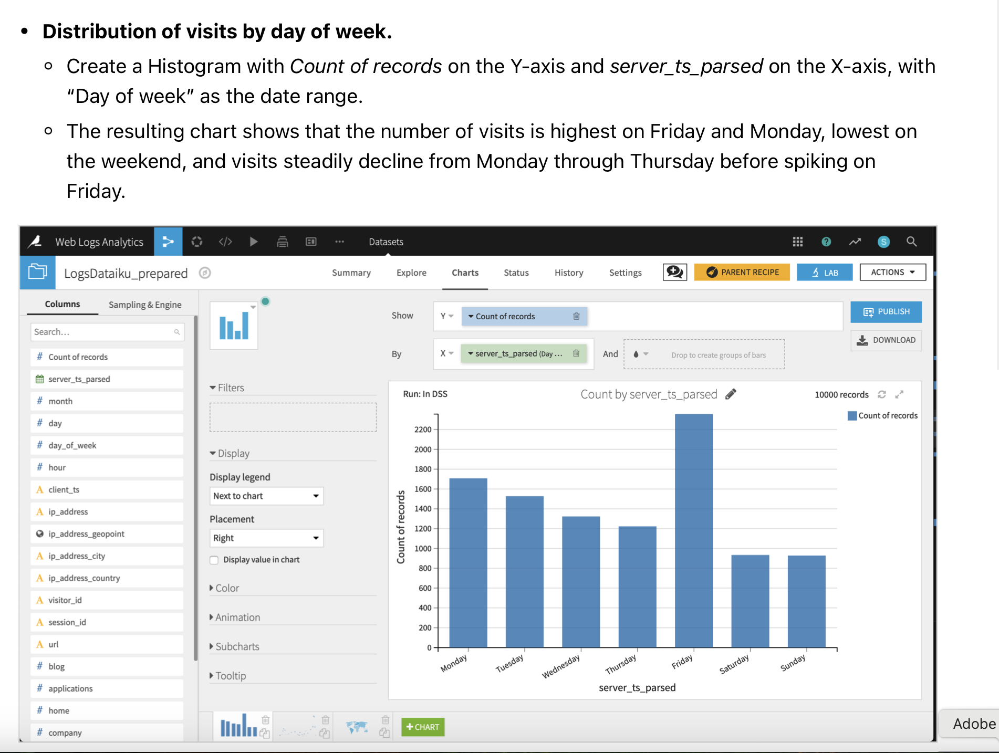 • Distribution of visits by day of week.
Create a Histogram with Count of records on the Y-axis and server_ts_parsed on the X-axis, with
“Day of week” as the date range.
The resulting chart shows that the number of visits is highest on Friday and Monday, lowest on
the weekend, and visits steadily decline from Monday through Thursday before spiking on
Friday.
Web Logs Analytics
Datasets
?
S
LogsDataiku_prepared
Summary
Explore
Charts
Status
History
Settings
PARENT RECIPE
LAB
ACTIONS
Columns
Sampling & Engine
Search...
# Count of records
server_ts_parsed
# month
# day
# day_of_week
# hour
A client_ts
A ip_address
ip_address_geopoint
A ip_address_city
A ip_address_country
A visitor_id
A session_id
A url
# blog
# applications
# home
# company
Filters
Display
Display legend
Next to chart
Placement
Right
Display value in chart
Color
Animation
Subcharts
Tooltip
Show
Y
Count of records
By
X
server_ts_parsed (Day ...
And
Drop to create groups of bars
PUBLISH
DOWNLOAD
Run: In DSS
Count by server_ts_parsed
10000 records
Count of records
Count of records
2200
2000
1800
1600
1400
1200
1000
800
600
400
200
0
Monday
Tuesday
Wednesday
Thursday
Friday
Saturday
Sunday
server_ts_parsed
+ CHART
Adobe